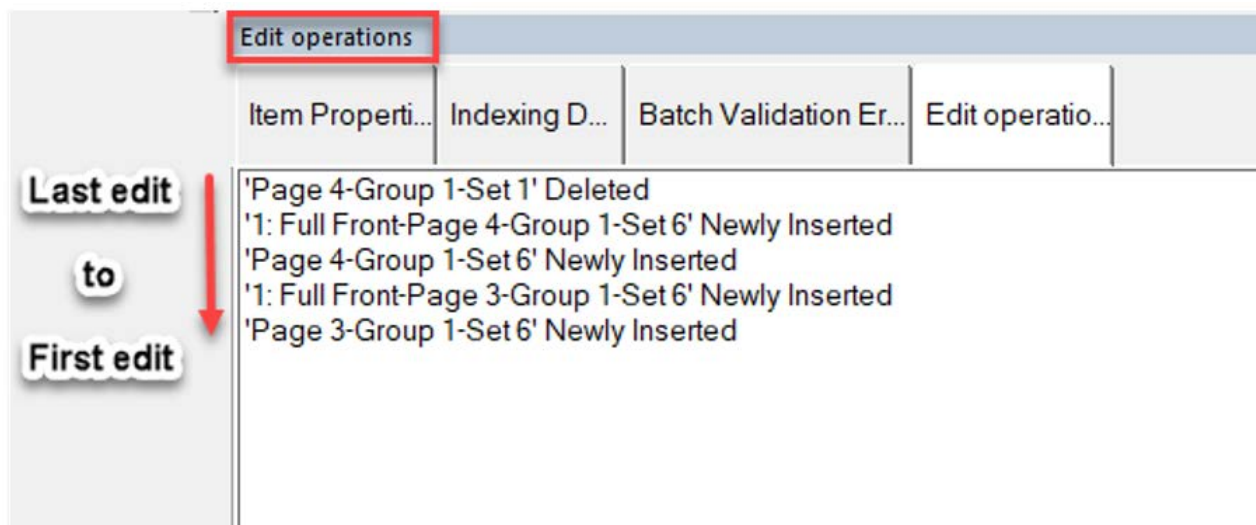 Edit operations
Item Properti... Indexing D... Batch Validation Er... Edit operatio...
Last edit
to
First edit
'Page 4-Group 1-Set 1' Deleted
'1: Full Front-Page 4-Group 1-Set 6' Newly Inserted
'Page 4-Group 1-Set 6' Newly Inserted
'1: Full Front-Page 3-Group 1-Set 6' Newly Inserted
'Page 3-Group 1-Set 6' Newly Inserted